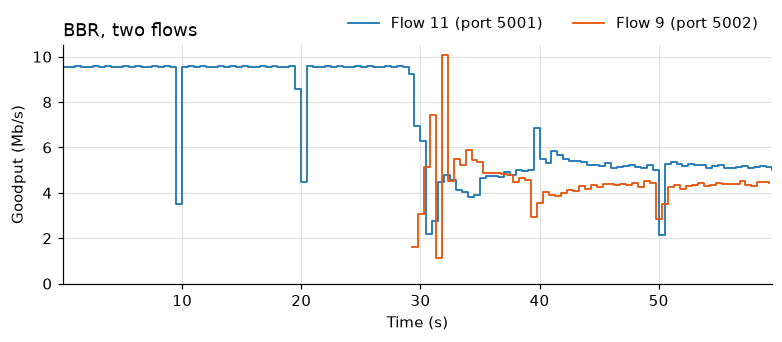 BBR, two flows
Flow 11 (port 5001)
Flow 9 (port 5002)
Goodput (Mb/s)
10
8
6
4
2
0
10
20
30
40
50
Time (s)